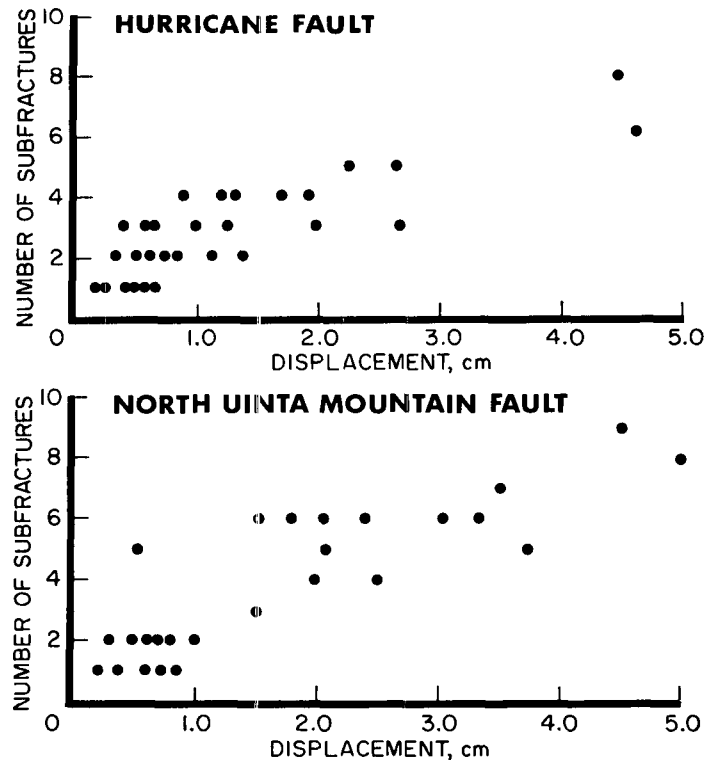 HURRICANE FAULT
NUMBER OF SUBFRACTURES
10
8
6
4
2
0 1.0 2.0 3.0 4.0 5.0
DISPLACEMENT, cm
NORTH UINTA MOUNTAIN FAULT
NUMBER OF SUBFRACTURES
10
8
6
4
2
0 1.0 2.0 3.0 4.0 5.0
DISPLACEMENT, cm